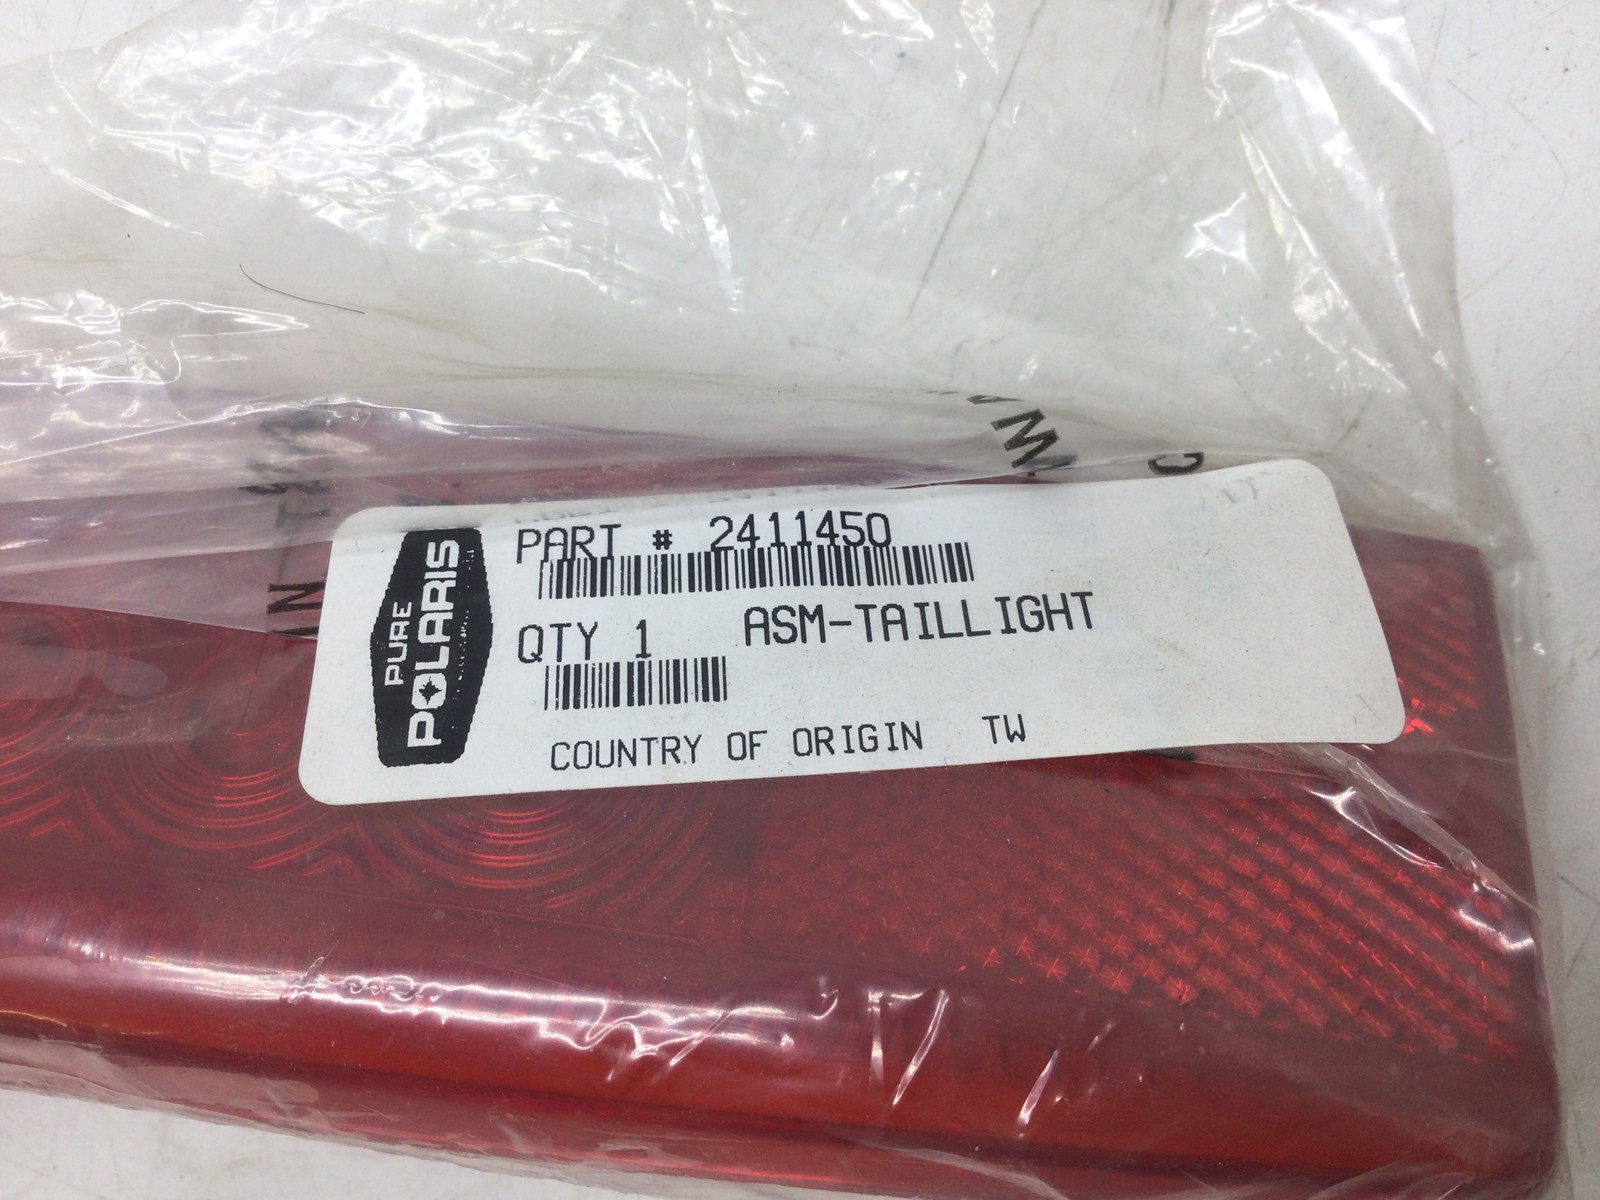 PURE
POLARIS
PART # 2411450
QTY 1 ASM-TAILLIGHT
COUNTRY OF ORIGIN TW